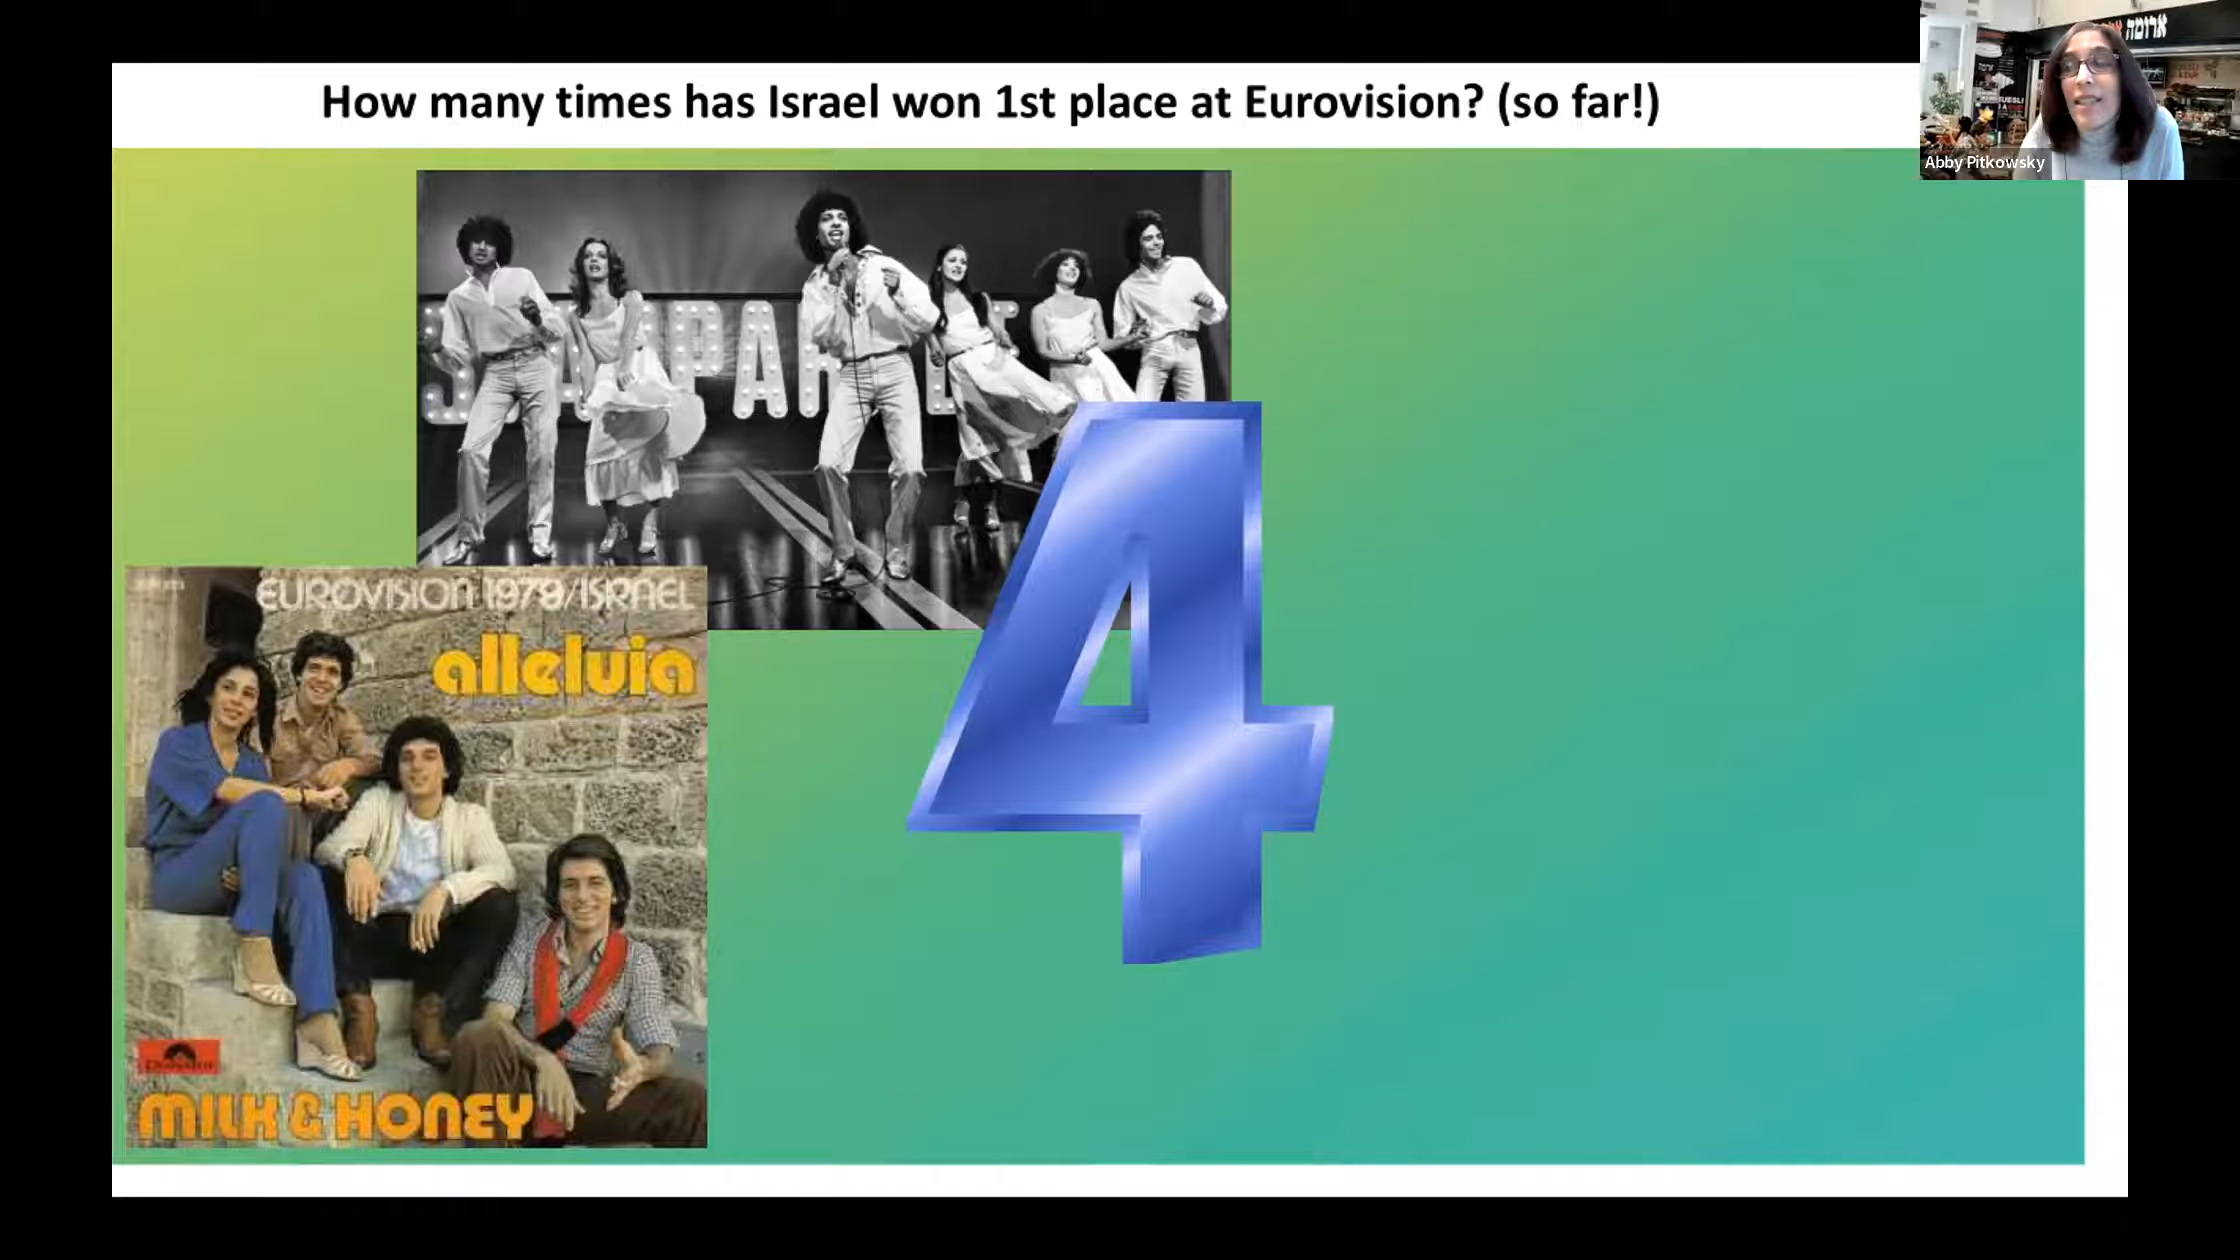 How many times has Israel won 1st place at Eurovision? (so far!)
ארומה
Abby Pitkowsky
4
EUROVISION 1979/ISRAEL
alleluia
Polydor
MILK & HONEY